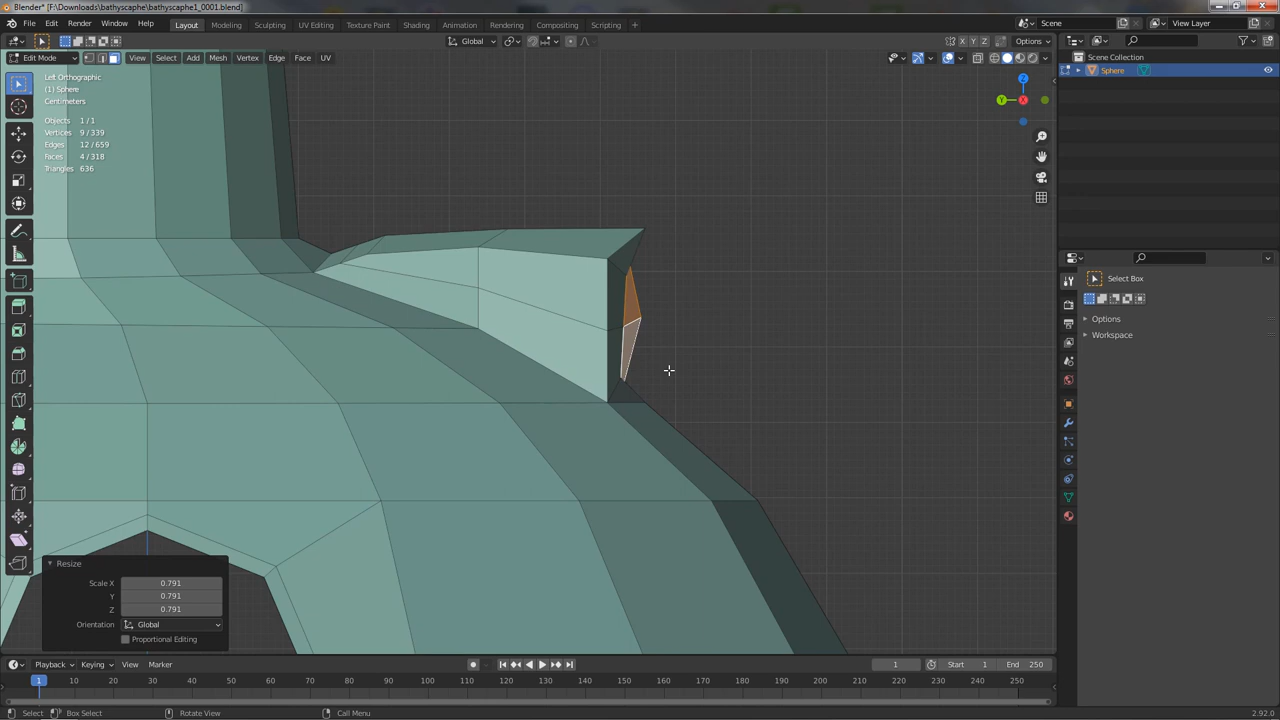 Blender* [F:\Downloads\bathyscaphe\bathyscaphe1_0001.blend]
File Edit Render Window Help Layout Modeling Sculpting UV Editing Texture Paint Shading Animation Rendering Compositing Scripting + Scene View Layer
Global X Y Z Options
Edit Mode View Select Add Mesh Vertex Edge Face UV
Left Orthographic
(1) Sphere
Centimeters
Objects 1/1
Vertices 9/339
Edges 12/659
Faces 4/318
Triangles 636
Z
Y X
Scene Collection
Sphere
Select Box
Options
Workspace
Resize
Scale X 0.791
Y 0.791
Z 0.791
Orientation Global
Proportional Editing
Playback Keying View Marker 1 Start 1 End 250
1 10 20 30 40 50 60 70 80 90 100 110 120 130 140 150 160 170 180 190 200 210 220 230 240 250
Select Box Select Rotate View Call Menu 2.92.0